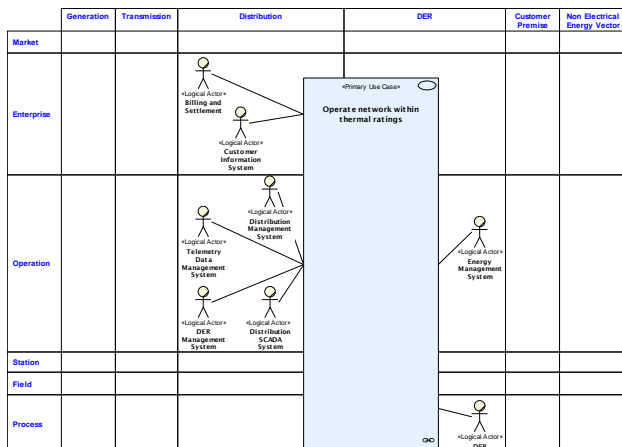 Generation
Transmission
Distribution
DER
Customer
Premise
Non Electrical
Energy Vector
Market
Enterprise
«Logical Actor»
Billing and
Settlement
«Logical Actor»
Customer
Information
System
«Primary Use Case»
Operate network within
thermal ratings
Operation
«Logical Actor»
Distribution
Management
System
«Logical Actor»
Telemetry
Data
Management
System
«Logical Actor»
Energy
Management
System
«Logical Actor»
DER
Management
System
«Logical Actor»
Distribution
SCADA
System
Station
Field
Process
«Logical Actor»
DER